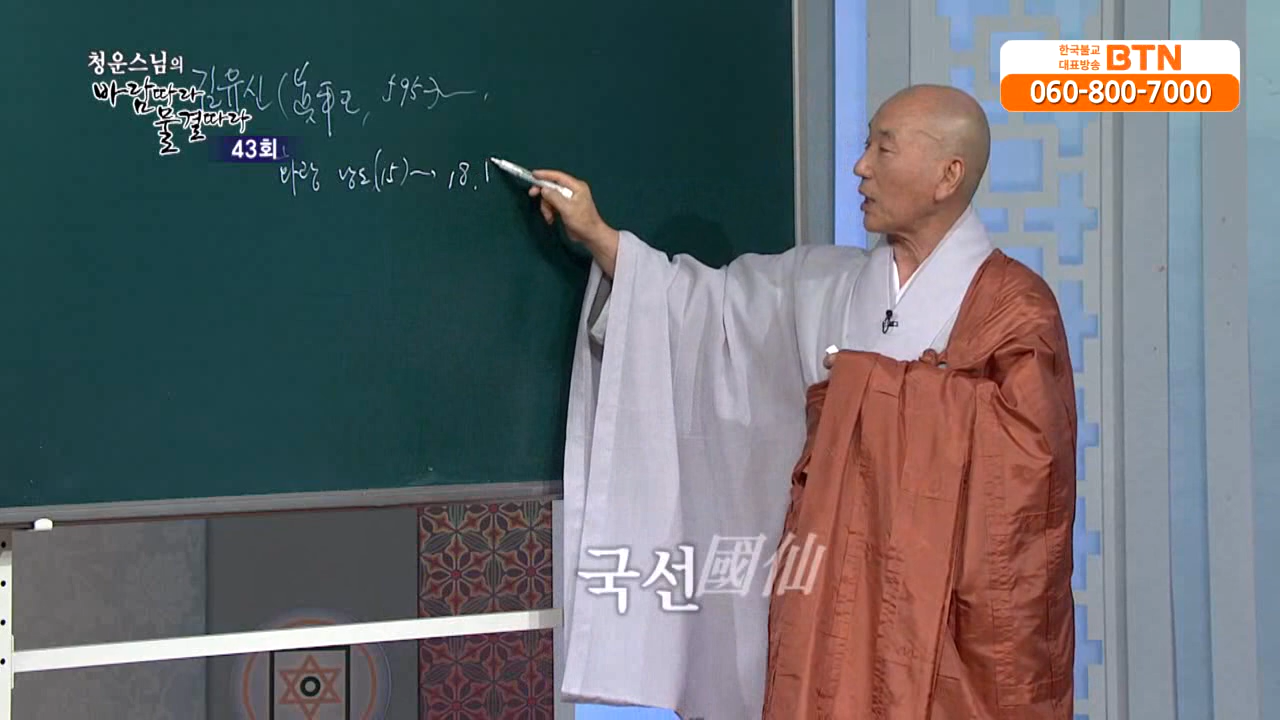 청운스님의
바람따라
물결따라
43회
한국불교
대표방송 BTN
060-800-7000
김유신 ( 595)~
화랑 낭도(15)~ 18.1
국선 國仙